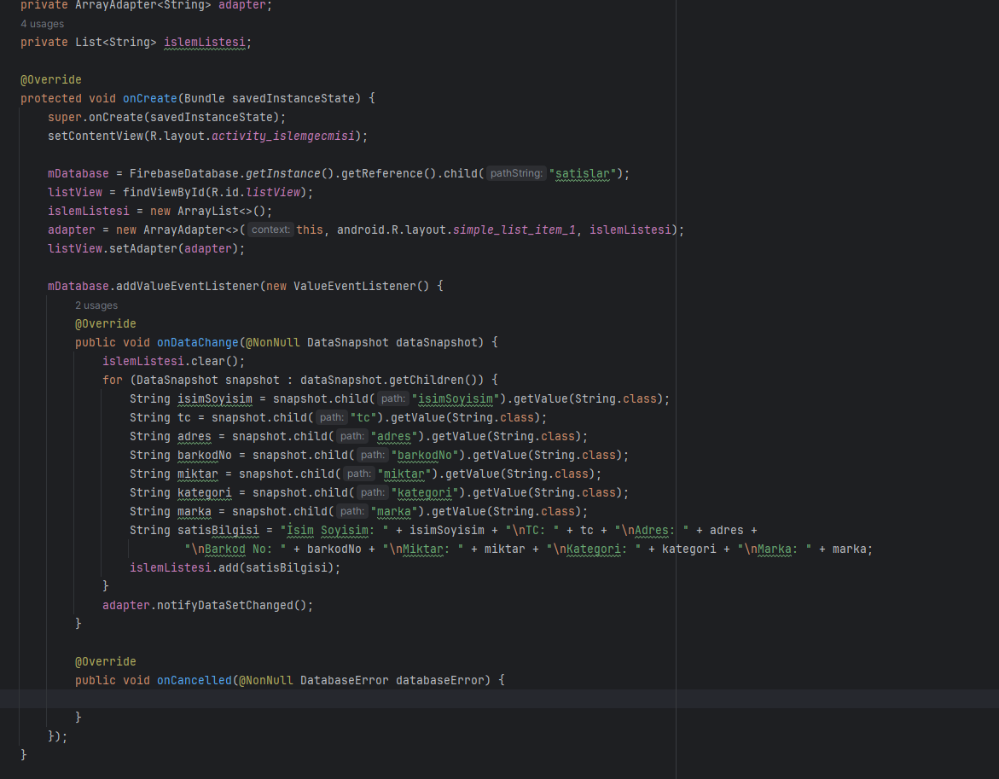 private ArrayAdapter<String> adapter;
4 usages
private List<String> islemListesi;
@Override
protected void onCreate(Bundle savedInstanceState) {
super.onCreate(savedInstanceState);
setContentView(R.layout.activity_islemgecmisi);
mDatabase = FirebaseDatabase.getInstance().getReference().child( pathString: "satislar");
listView = findViewById(R.id.listView);
islemListesi = new ArrayList<>();
adapter = new ArrayAdapter<>( context: this, android.R.layout.simple_list_item_1, islemListesi);
listView.setAdapter(adapter);
mDatabase.addValueEventListener(new ValueEventListener() {
2 usages
@Override
public void onDataChange(@NonNull DataSnapshot dataSnapshot) {
islemListesi.clear();
for (DataSnapshot snapshot : dataSnapshot.getChildren()) {
String isimSoyisim = snapshot.child( path: "isimSoyisim").getValue(String.class);
String tc = snapshot.child( path: "tc").getValue(String.class);
String adres = snapshot.child( path: "adres").getValue(String.class);
String barkodNo = snapshot.child( path: "barkodNo").getValue(String.class);
String miktar = snapshot.child( path: "miktar").getValue(String.class);
String kategori = snapshot.child( path: "kategori").getValue(String.class);
String marka = snapshot.child( path: "marka").getValue(String.class);
String satisBilgisi = "İsim Soyisim: " + isimSoyisim + "\nTC: " + tc + "\nAdres: " + adres +
"\nBarkod No: " + barkodNo + "\nMiktar: " + miktar + "\nKategori: " + kategori + "\nMarka: " + marka;
islemListesi.add(satisBilgisi);
}
adapter.notifyDataSetChanged();
}
@Override
public void onCancelled(@NonNull DatabaseError databaseError) {
}
});
}